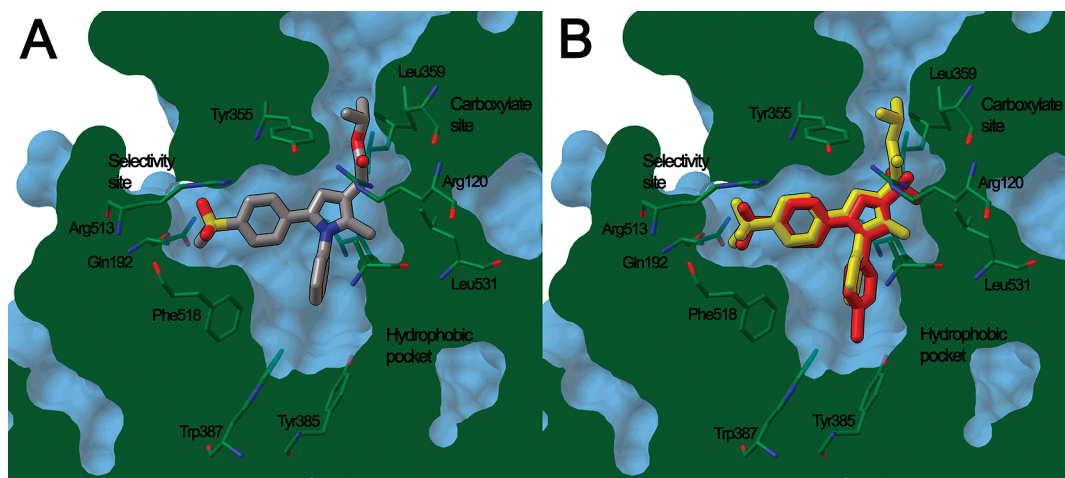 A
Leu359
Carboxylate
site
Tyr355
Selectivity
site
Arg120
Arg513
Gln192
Leu531
Phe518
Hydrophobic
pocket
Tyr385
Trp387
B
Leu359
Carboxylate
site
Tyr355
Selectivity
site
Arg120
Arg513
Gln192
Leu531
Phe518
Hydrophobic
pocket
Tyr385
Trp387